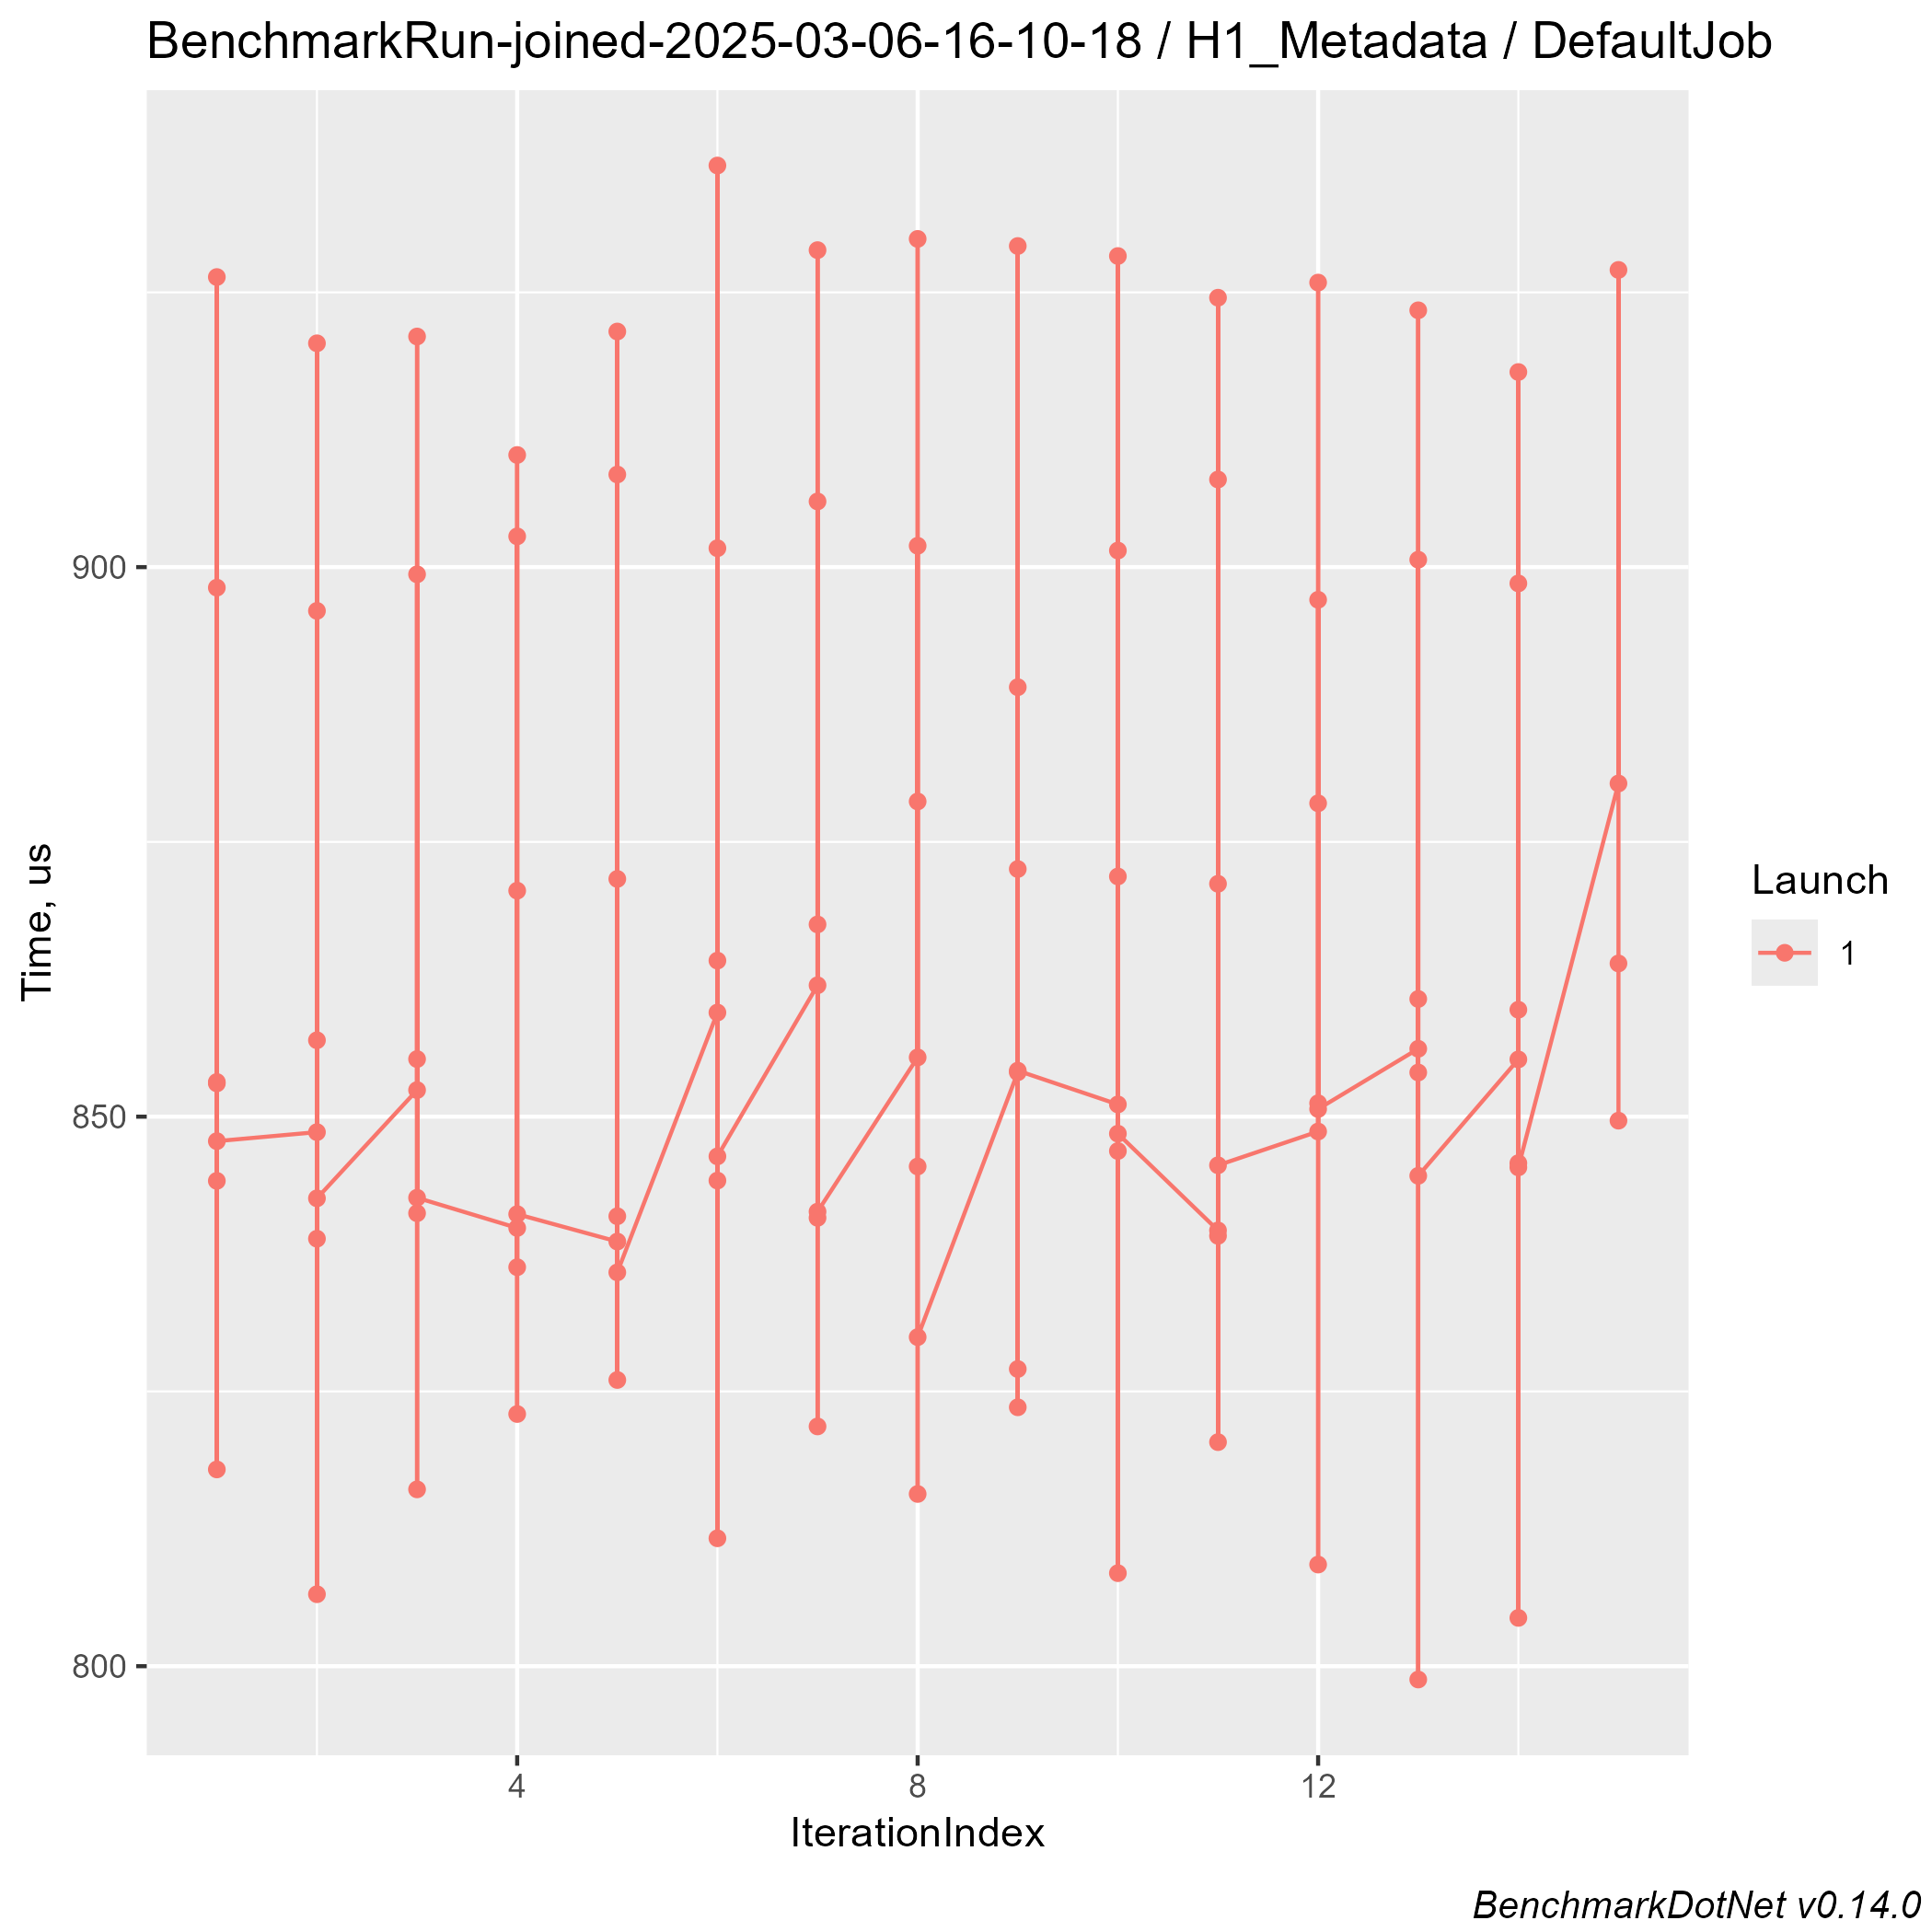 BenchmarkRun-joined-2025-03-06-16-10-18 / H1_Metadata / DefaultJob
Time, us
900
850
800
4
8
12
IterationIndex
Launch
1
BenchmarkDotNet v0.14.0